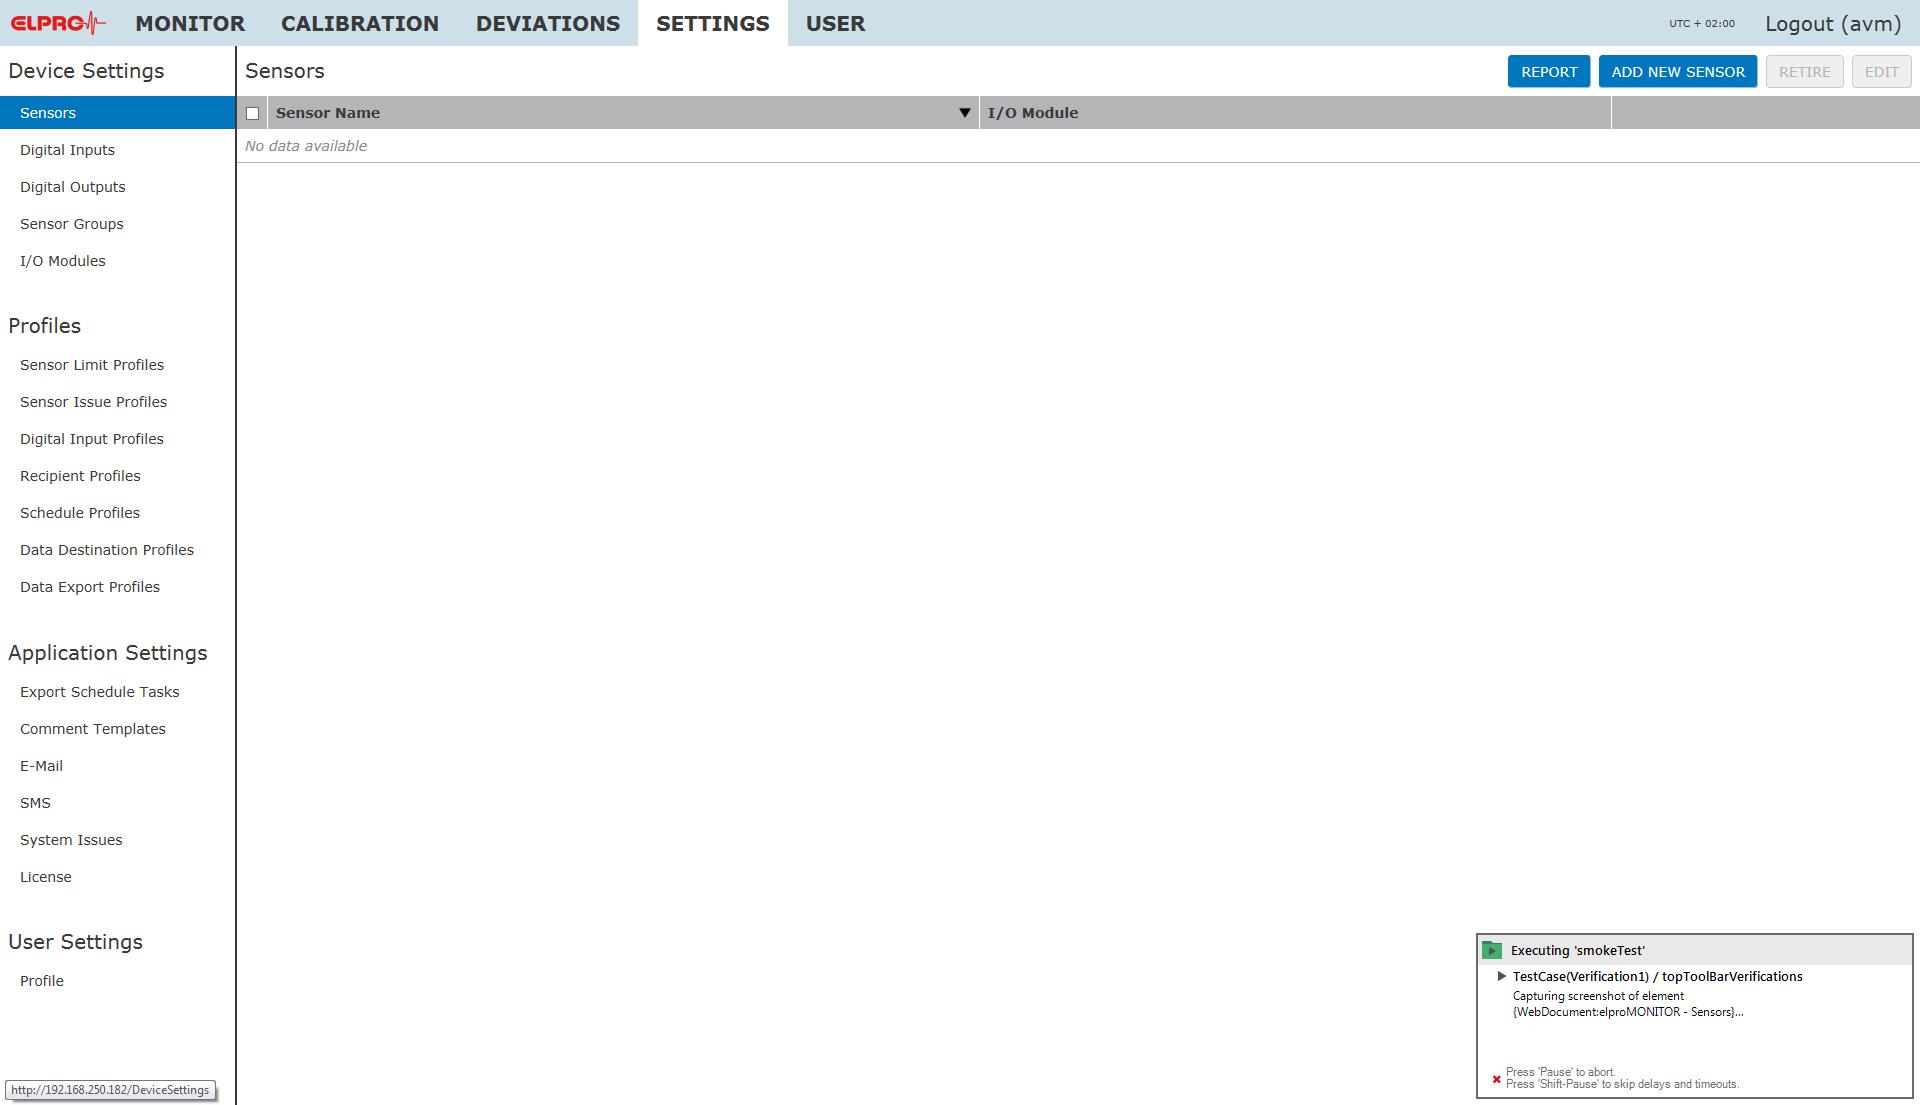 ELPRO MONITOR CALIBRATION DEVIATIONS SETTINGS USER UTC + 02:00 Logout (avm)
Device Settings
Sensors
Digital Inputs
Digital Outputs
Sensor Groups
I/O Modules
Profiles
Sensor Limit Profiles
Sensor Issue Profiles
Digital Input Profiles
Recipient Profiles
Schedule Profiles
Data Destination Profiles
Data Export Profiles
Application Settings
Export Schedule Tasks
Comment Templates
E-Mail
SMS
System Issues
License
User Settings
Profile
http://192.168.250.182/DeviceSettings
Sensors REPORT ADD NEW SENSOR RETIRE EDIT
Sensor Name I/O Module
No data available
Executing 'smokeTest'
TestCase(Verification1) / topToolBarVerifications
Capturing screenshot of element
{WebDocument:elproMONITOR - Sensors}...
Press 'Pause' to abort.
Press 'Shift-Pause' to skip delays and timeouts.